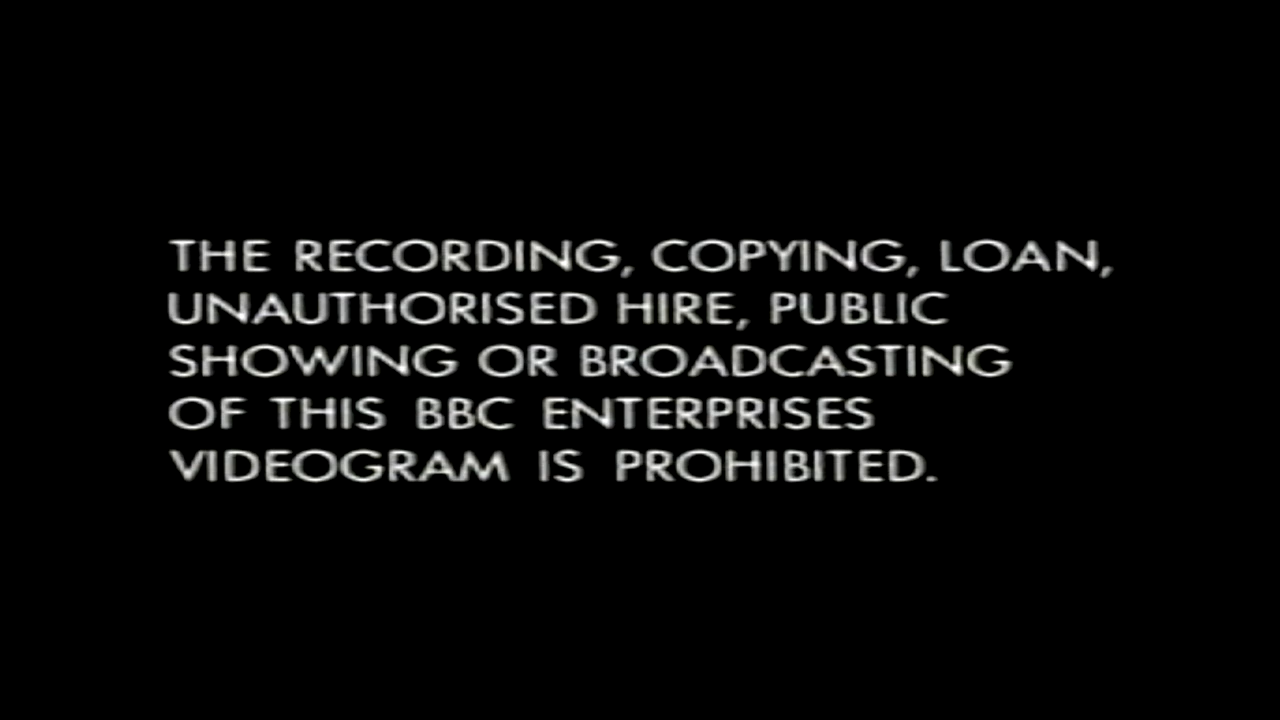 THE RECORDING, COPYING, LOAN,
UNAUTHORISED HIRE, PUBLIC
SHOWING OR BROADCASTING
OF THIS BBC ENTERPRISES
VIDEOGRAM IS PROHIBITED.